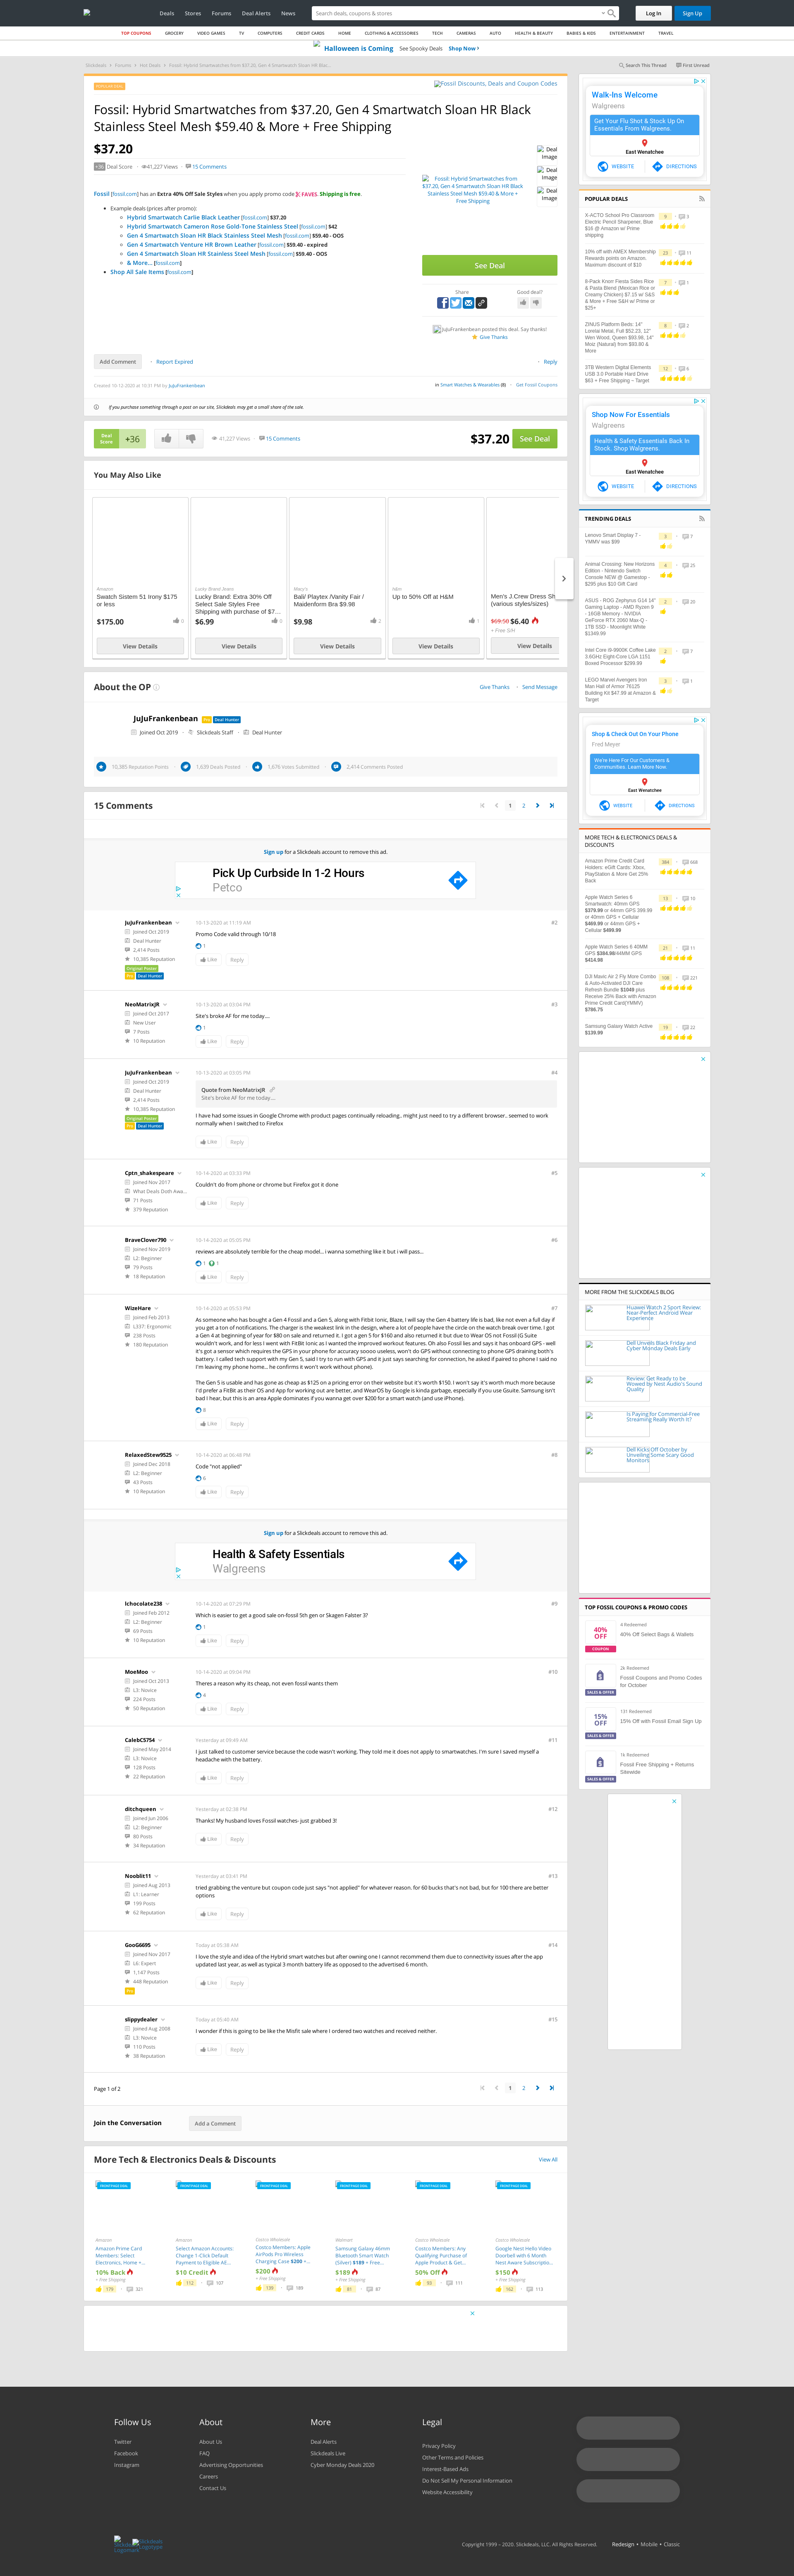 Deals Stores Forums Deal Alerts News
Search deals, coupons & stores
Log In
Sign Up
TOP COUPONS GROCERY VIDEO GAMES TV COMPUTERS CREDIT CARDS HOME CLOTHING & ACCESSORIES TECH CAMERAS AUTO HEALTH & BEAUTY BABIES & KIDS ENTERTAINMENT TRAVEL
Halloween is Coming See Spooky Deals Shop Now ›
Slickdeals › Forums › Hot Deals › Fossil: Hybrid Smartwatches from $37.20, Gen 4 Smartwatch Sloan HR Blac...
Search This Thread First Unread
Fossil Discounts, Deals and Coupon Codes
Fossil: Hybrid Smartwatches from $37.20, Gen 4 Smartwatch Sloan HR Black Stainless Steel Mesh $59.40 & More + Free Shipping
$37.20
+36 Deal Score 41,227 Views 15 Comments
Fossil [fossil.com] has an Extra 40% Off Sale Styles when you apply promo code FAVES. Shipping is free.
Example deals (prices after promo):
Hybrid Smartwatch Carlie Black Leather [fossil.com] $37.20
Hybrid Smartwatch Cameron Rose Gold-Tone Stainless Steel [fossil.com] $42
Gen 4 Smartwatch Sloan HR Black Stainless Steel Mesh [fossil.com] $59.40 - OOS
Gen 4 Smartwatch Venture HR Brown Leather [fossil.com] $59.40 - expired
Gen 4 Smartwatch Sloan HR Stainless Steel Mesh [fossil.com] $59.40 - OOS
& More... [fossil.com]
Shop All Sale Items [fossil.com]
Fossil: Hybrid Smartwatches from $37.20, Gen 4 Smartwatch Sloan HR Black Stainless Steel Mesh $59.40 & More + Free Shipping
Deal Image
Deal Image
Deal Image
See Deal
Share
Good deal?
JuJuFrankenbean posted this deal. Say thanks!
Give Thanks
Add Comment Report Expired Reply
Created 10-12-2020 at 10:31 PM by JuJuFrankenbean
in Smart Watches & Wearables (8) Get Fossil Coupons
If you purchase something through a post on our site, Slickdeals may get a small share of the sale.
Deal Score +36
41,229 Views 15 Comments
$37.20 See Deal
You May Also Like
Amazon
Swatch Sistem 51 Irony $175 or less
$175.00 0
View Details
Lucky Brand Jeans
Lucky Brand: Extra 30% Off Select Sale Styles Free Shipping with purchase of $7...
$6.99 0
View Details
Macy's
Bali/ Playtex /Vanity Fair / Maidenform Bra $9.98
$9.98 2
View Details
H&M
Up to 50% Off at H&M
1
View Details
Men's J.Crew Dress Sh
(various styles/sizes)
$69.50 $6.40
+ Free S/H
View Details
About the OP
Give Thanks Send Message
JuJuFrankenbean Pro Deal Hunter
Joined Oct 2019 Slickdeals Staff Deal Hunter
10,385 Reputation Points 1,639 Deals Posted 1,676 Votes Submitted 2,414 Comments Posted
15 Comments
1 2
Sign up for a Slickdeals account to remove this ad.
Pick Up Curbside In 1-2 Hours
Petco
JuJuFrankenbean
Joined Oct 2019
Deal Hunter
2,414 Posts
10,385 Reputation
Original Poster
Pro Deal Hunter
10-13-2020 at 11:19 AM #2
Promo Code valid through 10/18
1
Like Reply
NeoMatrixJR
Joined Oct 2017
New User
7 Posts
10 Reputation
10-13-2020 at 03:04 PM #3
Site's broke AF for me today....
1
Like Reply
JuJuFrankenbean
Joined Oct 2019
Deal Hunter
2,414 Posts
10,385 Reputation
Original Poster
Pro Deal Hunter
10-13-2020 at 03:05 PM #4
Quote from NeoMatrixJR
Site's broke AF for me today....
I have had some issues in Google Chrome with product pages continually reloading.. might just need to try a different browser.. seemed to work normally when I switched to Firefox
Like Reply
Cptn_shakespeare
Joined Nov 2017
What Deals Doth Awa...
71 Posts
379 Reputation
10-14-2020 at 03:33 PM #5
Couldn't do from phone or chrome but Firefox got it done
Like Reply
BraveClover790
Joined Nov 2019
L2: Beginner
79 Posts
18 Reputation
10-14-2020 at 05:05 PM #6
reviews are absolutely terrible for the cheap model... i wanna something like it but i will pass...
1 1
Like Reply
WizeHare
Joined Feb 2013
L337: Ergonomic
238 Posts
180 Reputation
10-14-2020 at 05:53 PM #7
As someone who has bought a Gen 4 Fossil and a Gen 5, along with FitBit Ionic, Blaze, I will say the Gen 4's battery life is bad, like, not even a full day if you got a ton of notifications. The charger is the weakest link in the design, imho, and if you use the phone constantly during the day due to constant notifications, work out with Google Fit and use the GPS, and then go home and charge it to wear it for sleep, the battery life won't like modern charging circles over time. I got a Gen 4 at the beginning of year for $80 on sale and returned it. I got a gen 5 for $160 and also returned it but due to Wear OS not Fossil (G Suite wouldn't work, and for less I went with FitBit Ionic as I wanted the improved workout features, Oh also Fossil lies and says it has onboard GPS - well it's got some wonky version which requires the GPS in your phone for accuracy because once untethered, won't do GPS without continuing to phone GPS draining both's battery. I called tech support with my Gen 5, said I try to run with GPS and it just says searching for connection, he asked if paired to phone I said no I'm leaving my phone home... he confirms it won't work without phone).
The Gen 5 is usable and has gone as cheap as $125 on a pricing error on their website but it's worth $150. I won't say it's worth much more because I'd prefer a FitBit as their OS and App for working out are better, and WearOS by Google is kinda garbage, especially if you use GSuite. Samsung isn't bad I hear, but this is an area Apple dominates if you wanna get over $200 for a smart watch (and use iPhone).
8
Like Reply
RelaxedStew9525
Joined Dec 2016
L2: Beginner
43 Posts
10 Reputation
10-14-2020 at 06:48 PM #8
Code "not applied"
6
Like Reply
Sign up for a Slickdeals account to remove this ad.
Health & Safety Essentials
Walgreens
lchocolate238
Joined Feb 2012
L2: Beginner
69 Posts
10 Reputation
10-14-2020 at 07:29 PM #9
Which is easier to get a good sale on-fossil 5th gen or Skagen Falster 3?
1
Like Reply
MoeMoo
Joined Oct 2013
L3: Novice
224 Posts
50 Reputation
10-14-2020 at 09:04 PM #10
Theres a reason why its cheap, not even fossil wants them
4
Like Reply
CalebC5754
Joined May 2014
L3: Novice
128 Posts
22 Reputation
Yesterday at 09:49 AM #11
I just talked to customer service because the code wasn't working. They told me it does not apply to smartwatches. I'm sure I saved myself a headache with the battery.
Like Reply
ditchqueen
Joined Jun 2006
L2: Beginner
80 Posts
34 Reputation
Yesterday at 02:38 PM #12
Thanks! My husband loves Fossil watches- just grabbed 3!
Like Reply
Nooblit11
Joined Aug 2013
L1: Learner
199 Posts
62 Reputation
Yesterday at 03:41 PM #13
tried grabbing the venture but coupon code just says "not applied" for whatever reason. for 60 bucks that's not bad, but for 100 there are better options
Like Reply
GooG6695
Joined Nov 2017
L6: Expert
1,147 Posts
448 Reputation
Pro
Today at 05:38 AM #14
I love the style and idea of the Hybrid smart watches but after owning one I cannot recommend them due to connectivity issues after the app updated last year, as well as typical 3 month battery life as opposed to the advertised 6 month.
Like Reply
slippydealer
Joined Aug 2008
L3: Novice
110 Posts
38 Reputation
Today at 05:40 AM #15
I wonder if this is going to be like the Misfit sale where I ordered two watches and received neither.
Like Reply
Page 1 of 2
1 2
Join the Conversation Add a Comment
More Tech & Electronics Deals & Discounts View All
FRONTPAGE DEAL
Amazon
Amazon Prime Card Members: Select Electronics, Home +...
10% Back
+ Free Shipping
179 321
FRONTPAGE DEAL
Amazon
Select Amazon Accounts: Change 1-Click Default Payment to Eligible AE...
$10 Credit
112 107
FRONTPAGE DEAL
Costco Wholesale
Costco Members: Apple AirPods Pro Wireless Charging Case $200 +...
$200
+ Free Shipping
139 189
FRONTPAGE DEAL
Walmart
Samsung Galaxy 46mm Bluetooth Smart Watch (Silver) $189 + Free...
$189
+ Free Shipping
81 87
FRONTPAGE DEAL
Costco Wholesale
Costco Members: Any Qualifying Purchase of Apple Product & Get...
50% Off
93 111
FRONTPAGE DEAL
Costco Wholesale
Google Nest Hello Video Doorbell with 6 Month Nest Aware Subscriptio...
$150
+ Free Shipping
162 113
Walk-Ins Welcome
Walgreens
Get Your Flu Shot & Stock Up On Essentials From Walgreens.
East Wenatchee
WEBSITE DIRECTIONS
POPULAR DEALS
X-ACTO School Pro Classroom Electric Pencil Sharpener, Blue $16 @ Amazon w/ Prime shipping
9 3
10% off with AMEX Membership Rewards points on Amazon. Maximum discount of $10
23 11
8-Pack Knorr Fiesta Sides Rice & Pasta Blend (Mexican Rice or Creamy Chicken) $7.15 w/ S&S & More + Free S&H w/ Prime or $25+
7 1
ZINUS Platform Beds: 14" Lorelai Metal, Full $52.23, 12" Wen Wood, Queen $93.98, 14" Moiz (Natural) from $93.80 & More
8 2
3TB Western Digital Elements USB 3.0 Portable Hard Drive $63 + Free Shipping ~ Target
12 6
Shop Now For Essentials
Walgreens
Health & Safety Essentials Back In Stock. Shop Walgreens.
East Wenatchee
WEBSITE DIRECTIONS
TRENDING DEALS
Lenovo Smart Display 7 - YMMV was $99
3 7
Animal Crossing: New Horizons Edition - Nintendo Switch Console NEW @ Gamestop - $295 plus $10 Gift Card
4 25
ASUS - ROG Zephyrus G14 14" Gaming Laptop - AMD Ryzen 9 - 16GB Memory - NVIDIA GeForce RTX 2060 Max-Q - 1TB SSD - Moonlight White $1349.99
2 20
Intel Core i9-9900K Coffee Lake 3.6GHz Eight-Core LGA 1151 Boxed Processor $299.99
2 7
LEGO Marvel Avengers Iron Man Hall of Armor 76125 Building Kit $47.99 at Amazon & Target
3 1
Shop & Check Out On Your Phone
Fred Meyer
We're Here For Our Customers & Communities. Learn More Now.
East Wenatchee
WEBSITE DIRECTIONS
MORE TECH & ELECTRONICS DEALS & DISCOUNTS
Amazon Prime Credit Card Holders: eGift Cards: Xbox, PlayStation & More Get 25% Back
384 668
Apple Watch Series 6 Smartwatch: 40mm GPS $379.99 or 44mm GPS 399.99 or 40mm GPS + Cellular $469.99 or 44mm GPS + Cellular $499.99
13 10
Apple Watch Series 6 40MM GPS $384.98/44MM GPS $414.98
21 11
DJI Mavic Air 2 Fly More Combo & Auto-Activated DJI Care Refresh Bundle $1049 plus Receive 25% Back with Amazon Prime Credit Card(YMMV) $786.75
108 221
Samsung Galaxy Watch Active $139.99
19 22
MORE FROM THE SLICKDEALS BLOG
Huawei Watch 2 Sport Review: Near-Perfect Android Wear Experience
Dell Unveils Black Friday and Cyber Monday Deals Early
Review: Get Ready to be Wowed by Nest Audio's Sound Quality
Is Paying for Commercial-Free Streaming Really Worth It?
Dell Kicks Off October by Unveiling Some Scary Good Monitors
TOP FOSSIL COUPONS & PROMO CODES
40% OFF
COUPON
4 Redeemed
40% Off Select Bags & Wallets
SALES & OFFER
2k Redeemed
Fossil Coupons and Promo Codes for October
15% OFF
SALES & OFFER
131 Redeemed
15% Off with Fossil Email Sign Up
SALES & OFFER
1k Redeemed
Fossil Free Shipping + Returns Sitewide
Follow Us
Twitter
Facebook
Instagram
About
About Us
FAQ
Advertising Opportunities
Careers
Contact Us
More
Deal Alerts
Slickdeals Live
Cyber Monday Deals 2020
Legal
Privacy Policy
Other Terms and Policies
Interest-Based Ads
Do Not Sell My Personal Information
Website Accessibility
Copyright 1999 - 2020. Slickdeals, LLC. All Rights Reserved. Redesign • Mobile • Classic